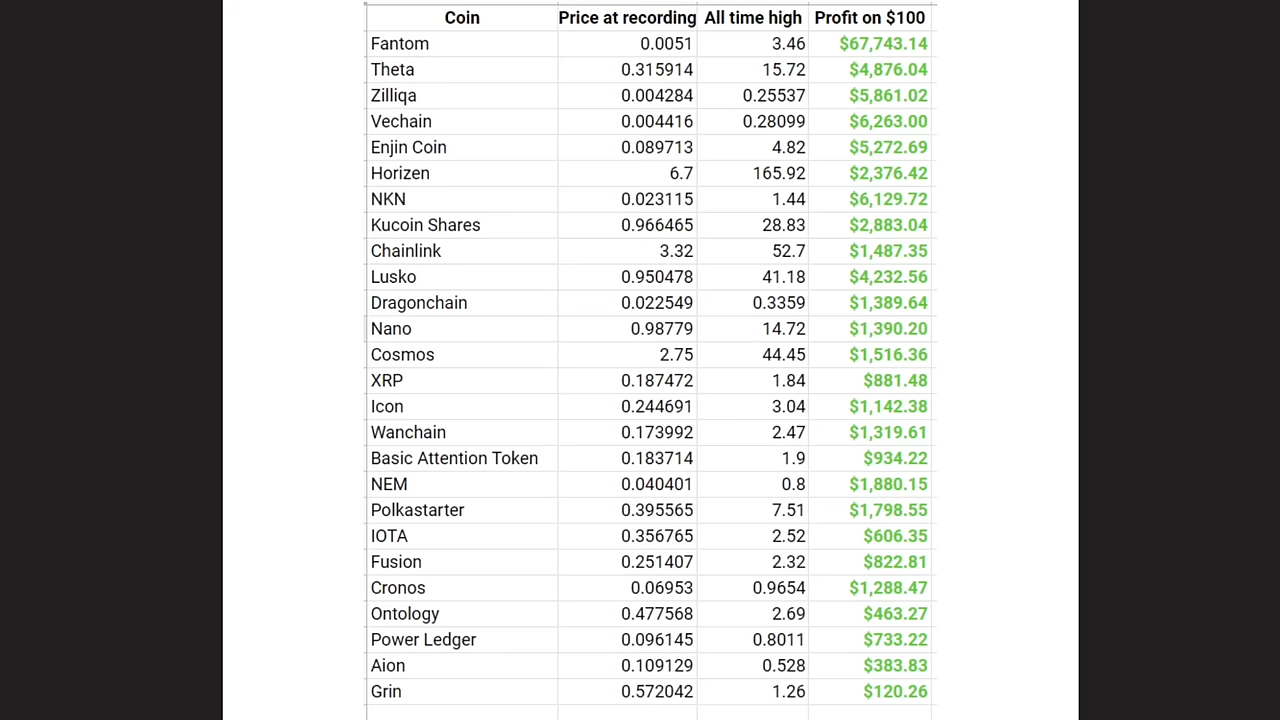 Coin Price at recording All time high Profit on $100
Fantom 0.0051 3.46 $67,743.14
Theta 0.315914 15.72 $4,876.04
Zilliqa 0.004284 0.25537 $5,861.02
Vechain 0.004416 0.28099 $6,263.00
Enjin Coin 0.089713 4.82 $5,272.69
Horizen 6.7 165.92 $2,376.42
NKN 0.023115 1.44 $6,129.72
Kucoin Shares 0.966465 28.83 $2,883.04
Chainlink 3.32 52.7 $1,487.35
Lusko 0.950478 41.18 $4,232.56
Dragonchain 0.022549 0.3359 $1,389.64
Nano 0.98779 14.72 $1,390.20
Cosmos 2.75 44.45 $1,516.36
XRP 0.187472 1.84 $881.48
Icon 0.244691 3.04 $1,142.38
Wanchain 0.173992 2.47 $1,319.61
Basic Attention Token 0.183714 1.9 $934.22
NEM 0.040401 0.8 $1,880.15
Polkastarter 0.395565 7.51 $1,798.55
IOTA 0.356765 2.52 $606.35
Fusion 0.251407 2.32 $822.81
Cronos 0.06953 0.9654 $1,288.47
Ontology 0.477568 2.69 $463.27
Power Ledger 0.096145 0.8011 $733.22
Aion 0.109129 0.528 $383.83
Grin 0.572042 1.26 $120.26